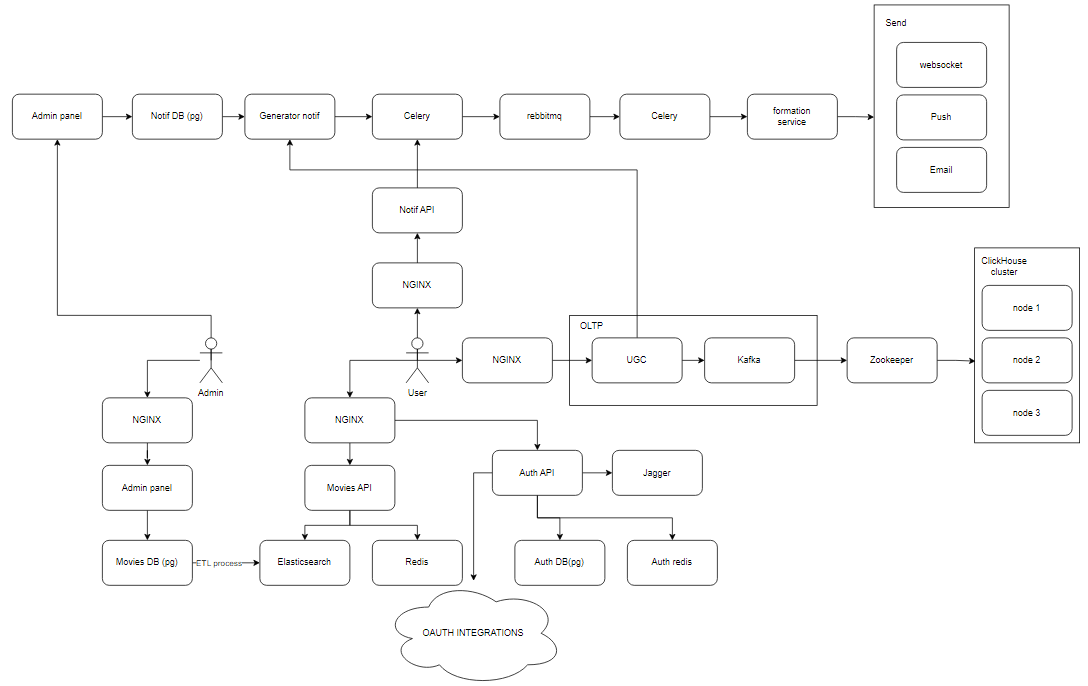 Send
websocket
Admin panel
Notif DB (pg)
Generator notif
Celery
rebbitmq
Celery
formation
service
Push
Email
Notif API
ClickHouse
cluster
NGINX
node 1
OLTP
NGINX
UGC
Kafka
Zookeeper
node 2
Admin
User
NGINX
NGINX
node 3
Admin panel
Movies API
Auth API
Jagger
Movies DB (pg)
ETL process
Elasticsearch
Redis
Auth DB(pg)
Auth redis
OAUTH INTEGRATIONS